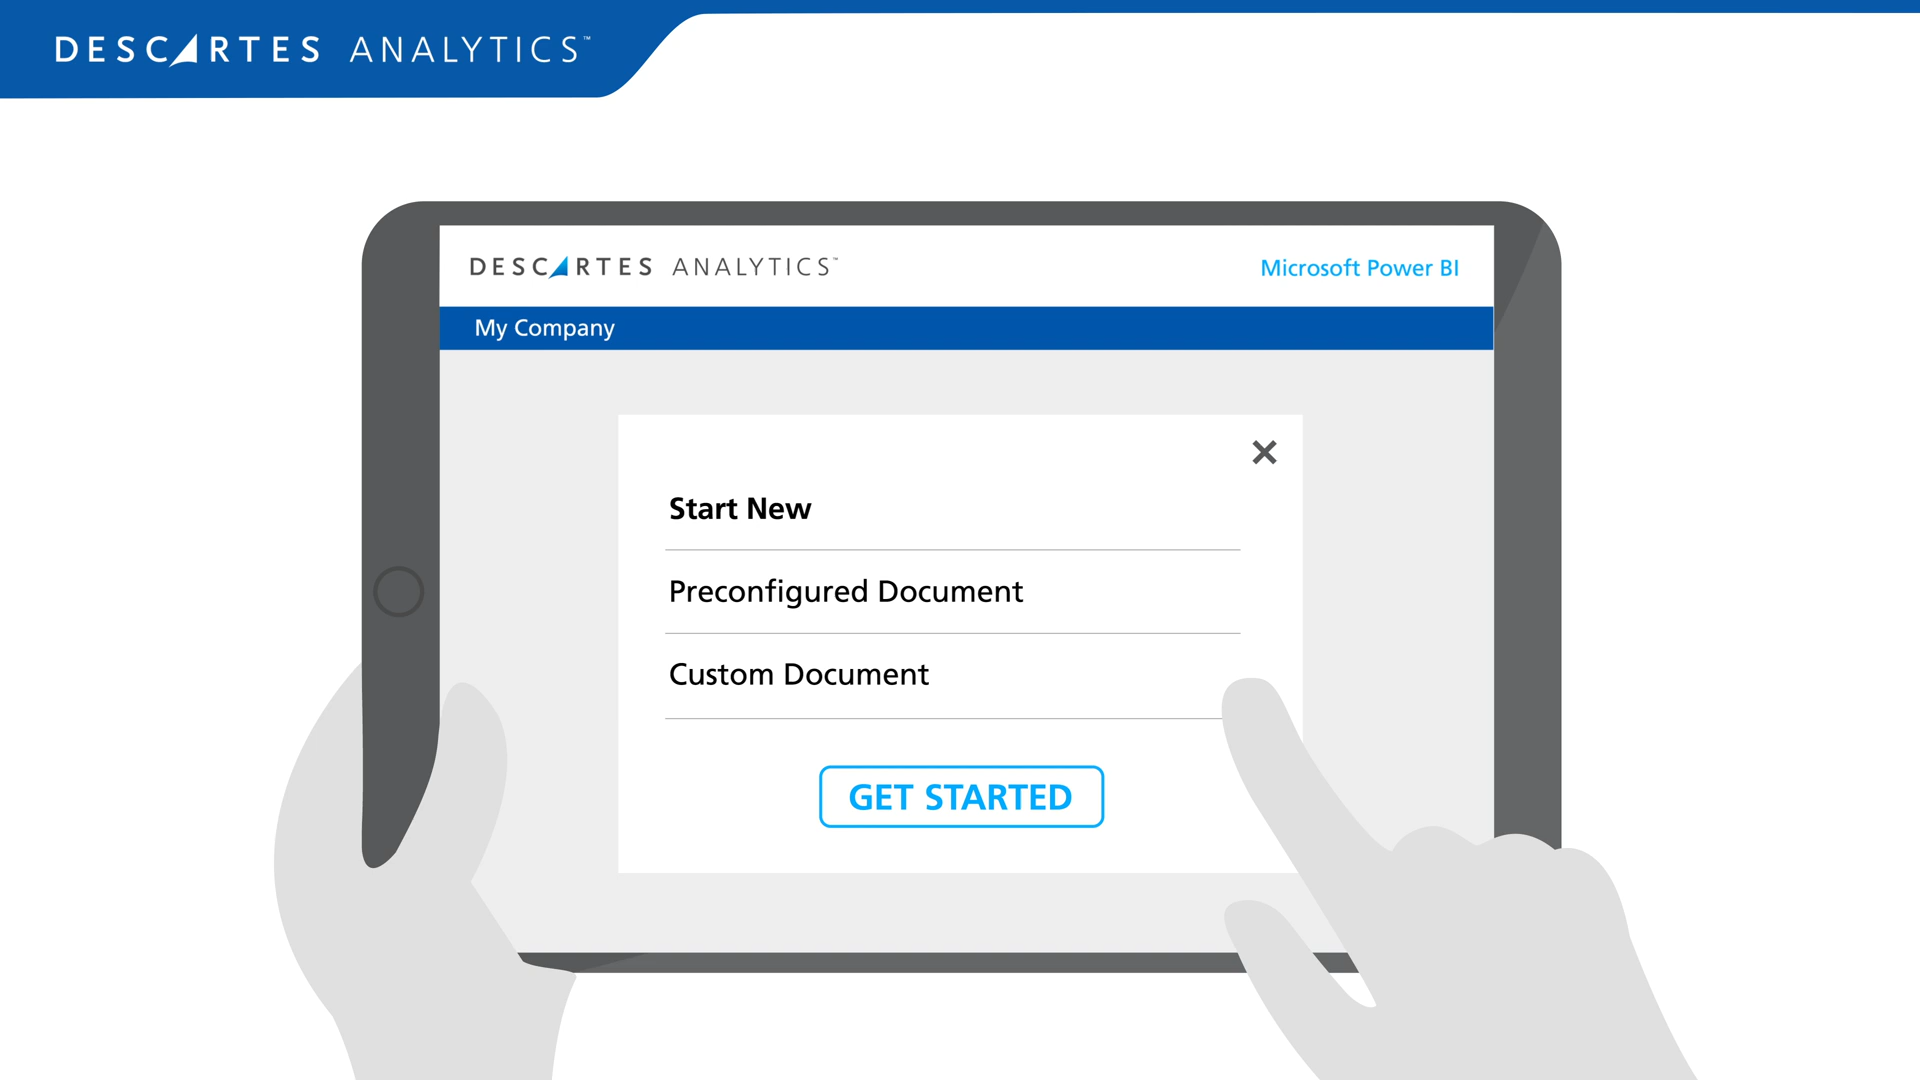 DESCARTES ANALYTICS™
DESCARTES ANALYTICS™
Microsoft Power BI
My Company
Start New
Preconfigured Document
Custom Document
GET STARTED